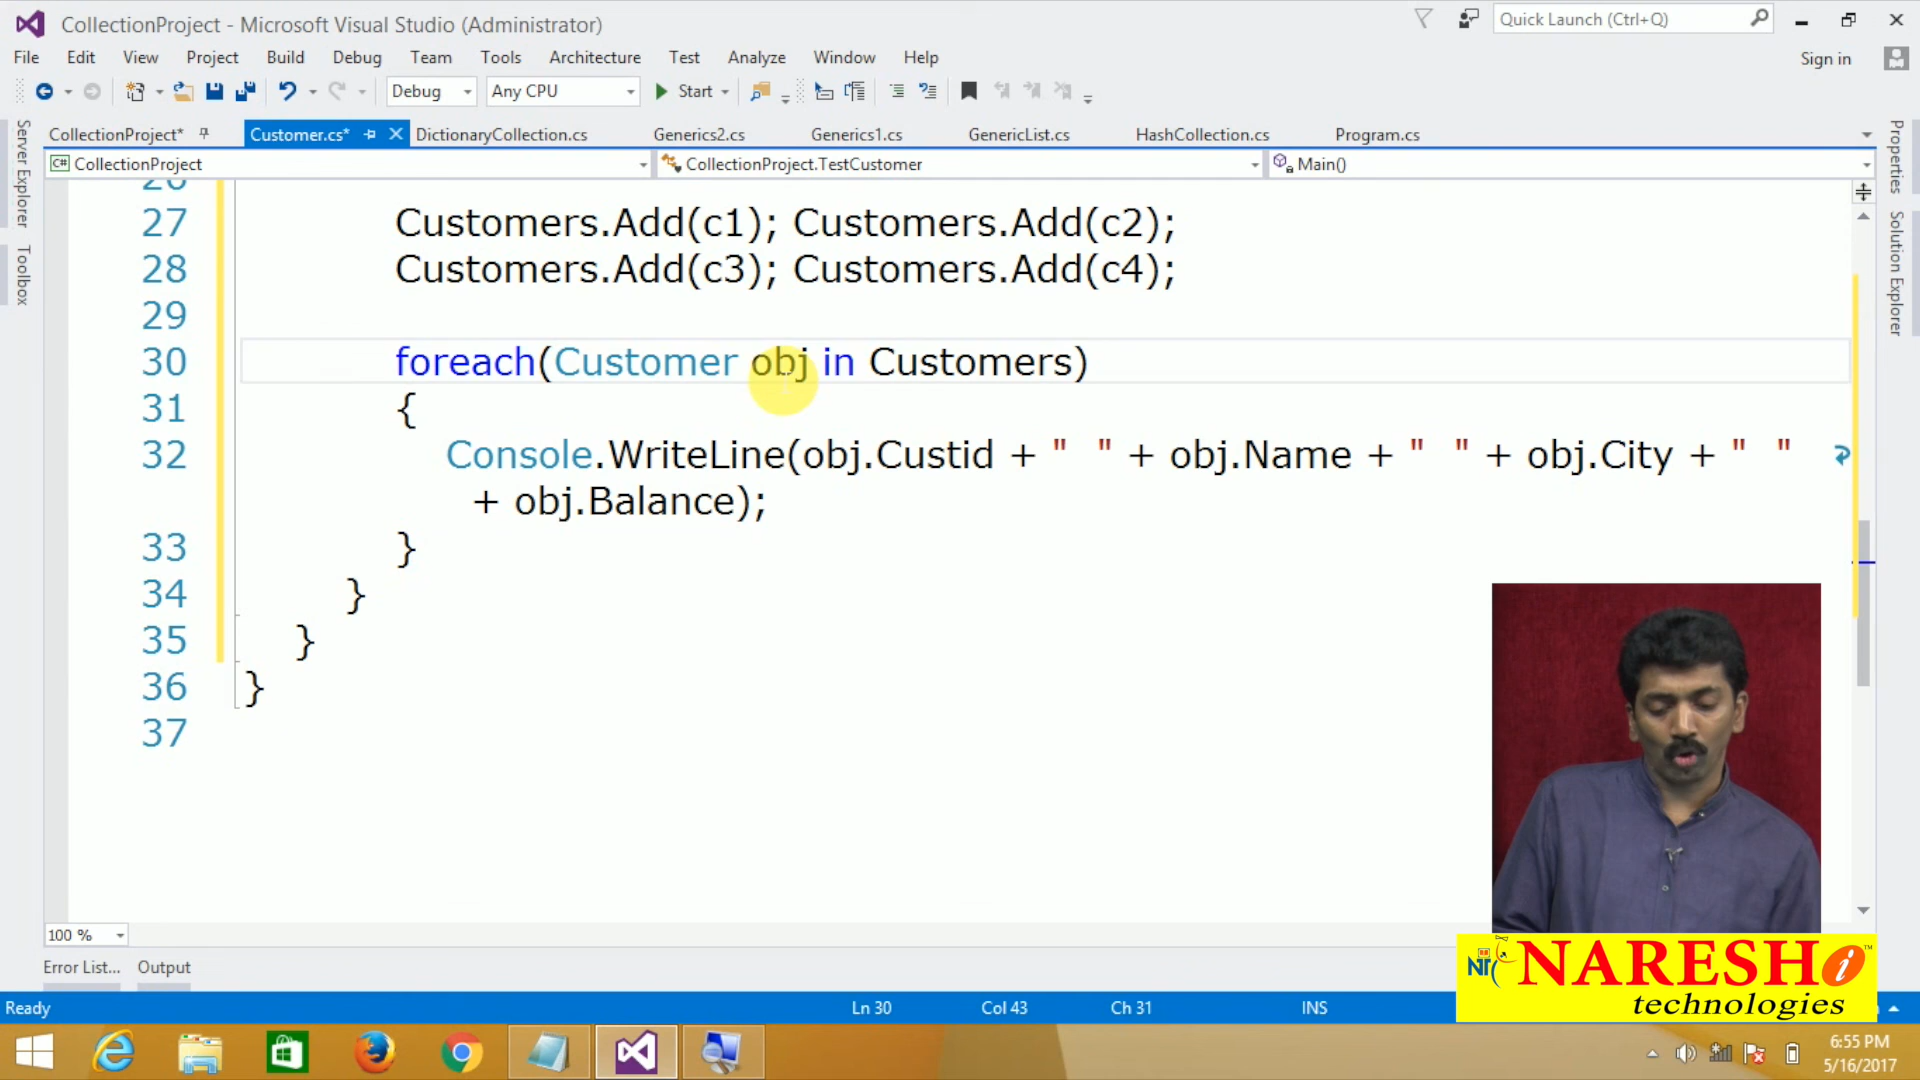 CollectionProject - Microsoft Visual Studio (Administrator)
Quick Launch (Ctrl+Q)
File Edit View Project Build Debug Team Tools Architecture Test Analyze Window Help
Sign in
Debug Any CPU Start
CollectionProject* Customer.cs* DictionaryCollection.cs Generics2.cs Generics1.cs GenericList.cs HashCollection.cs Program.cs
C# CollectionProject CollectionProject.TestCustomer Main()
Server Explorer
Toolbox
Properties
Solution Explorer
26
27 Customers.Add(c1); Customers.Add(c2);
28 Customers.Add(c3); Customers.Add(c4);
29
30 foreach(Customer obj in Customers)
31 {
32 Console.WriteLine(obj.Custid + "  " + obj.Name + "  " + obj.City + "  "
+ obj.Balance);
33 }
34 }
35 }
36 }
37
100 %
Error List... Output
Ready Ln 30 Col 43 Ch 31 INS
NT NARESH i ™
technologies
6:55 PM
5/16/2017